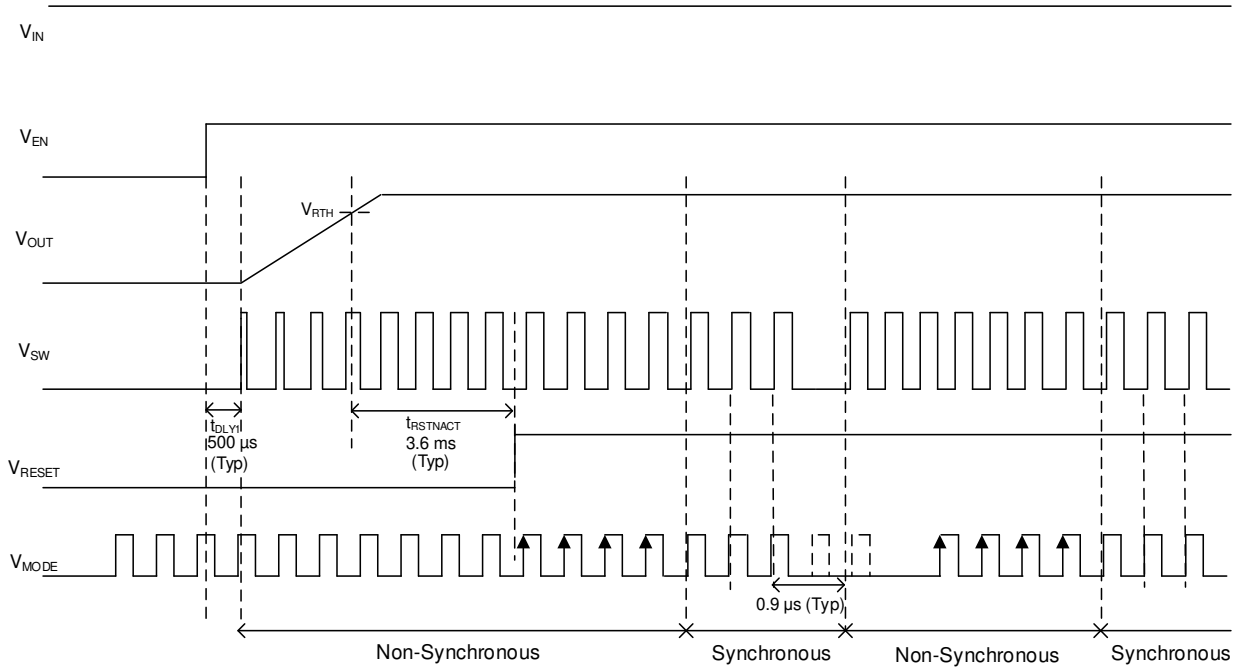 VIN
VEN
VRTH
VOUT
VSW
tDLY1
500 µs
(Typ)
tRSTNACT
3.6 ms
(Typ)
VRESET
VMODE
0.9 µs (Typ)
Non-Synchronous
Synchronous
Non-Synchronous
Synchronous